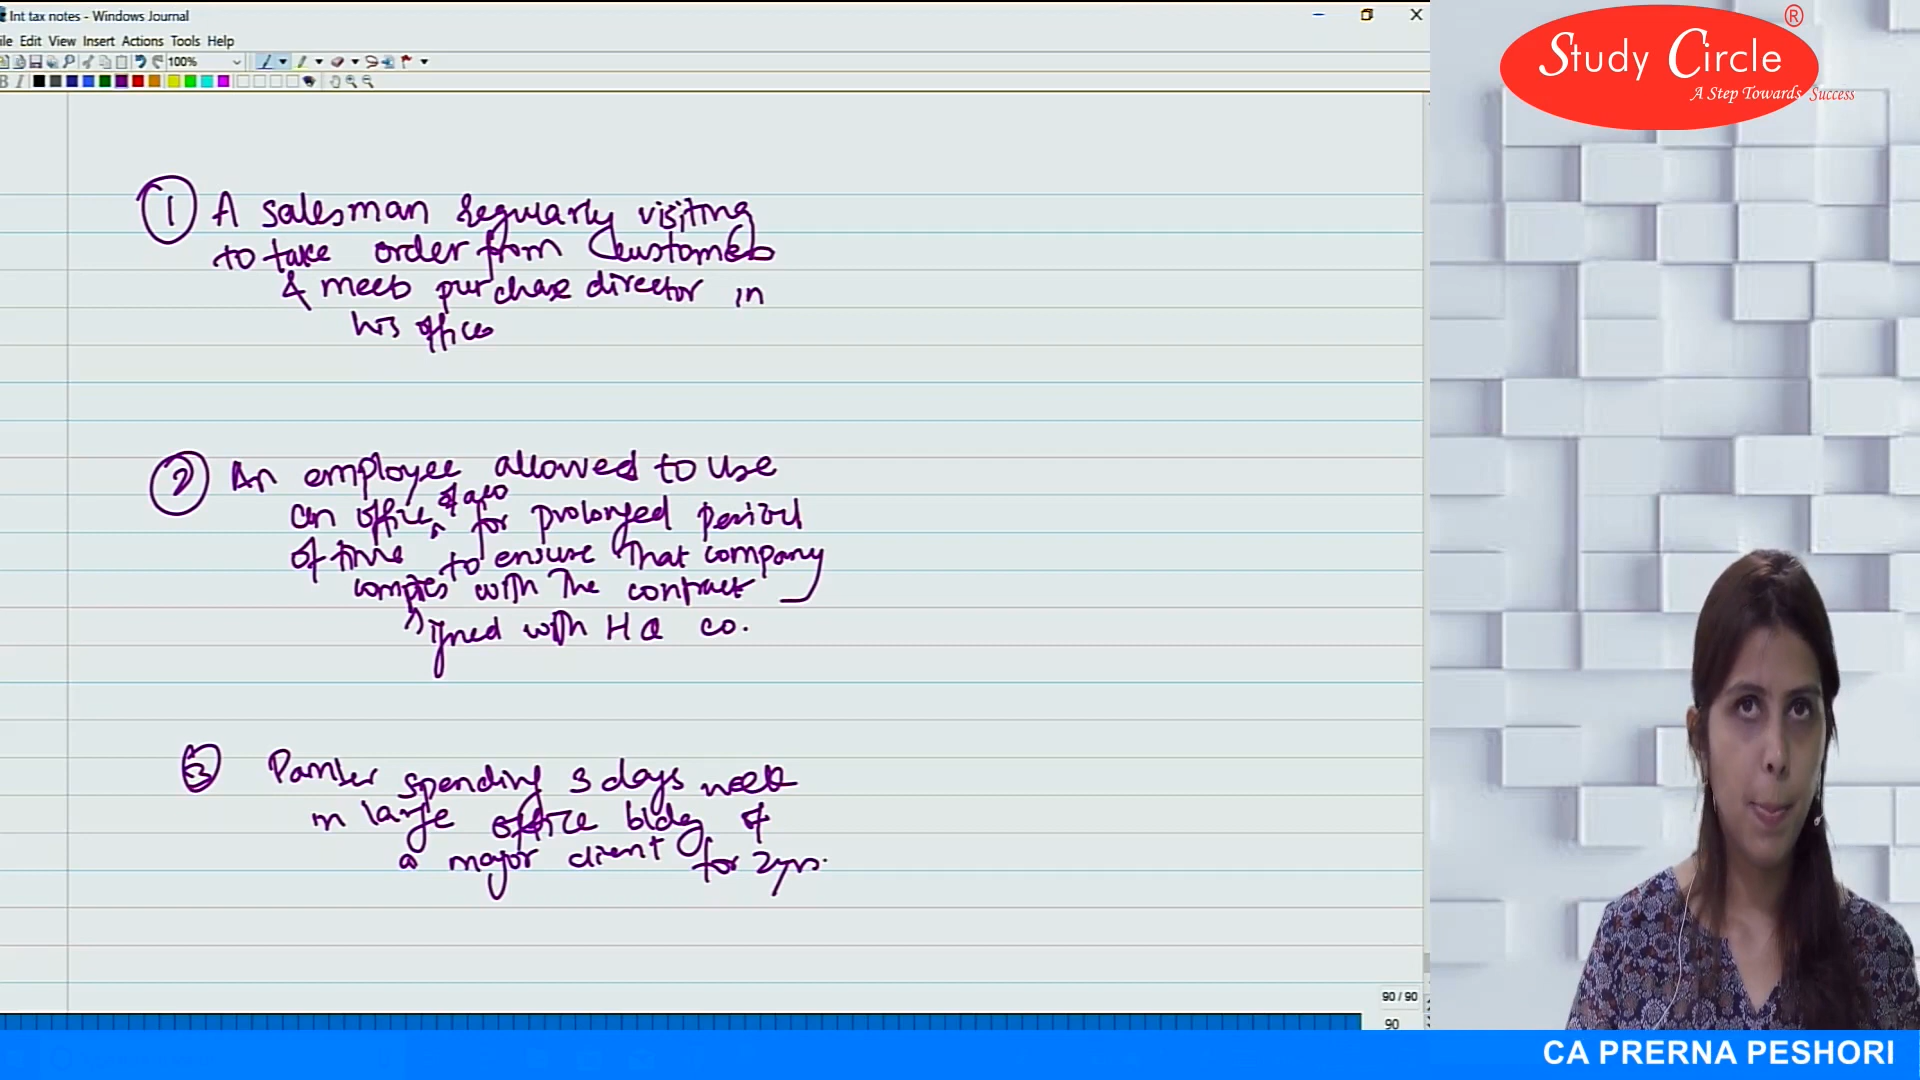 Int tax notes - Windows Journal
ile Edit View Insert Actions Tools Help
100%
B I
Study Circle ®
A Step Towards Success
① A salesman regularly visiting
to take order from customers
& meets purchase director in
his office
② An employee allowed to use
an office of aco for prolonged period
of time to ensure that company
complies with the contract
signed with HQ co.
③ Painter spending 3 days week
in large office bldg of
a major client for 2yrs.
90 / 90
90
CA PRERNA PESHORI